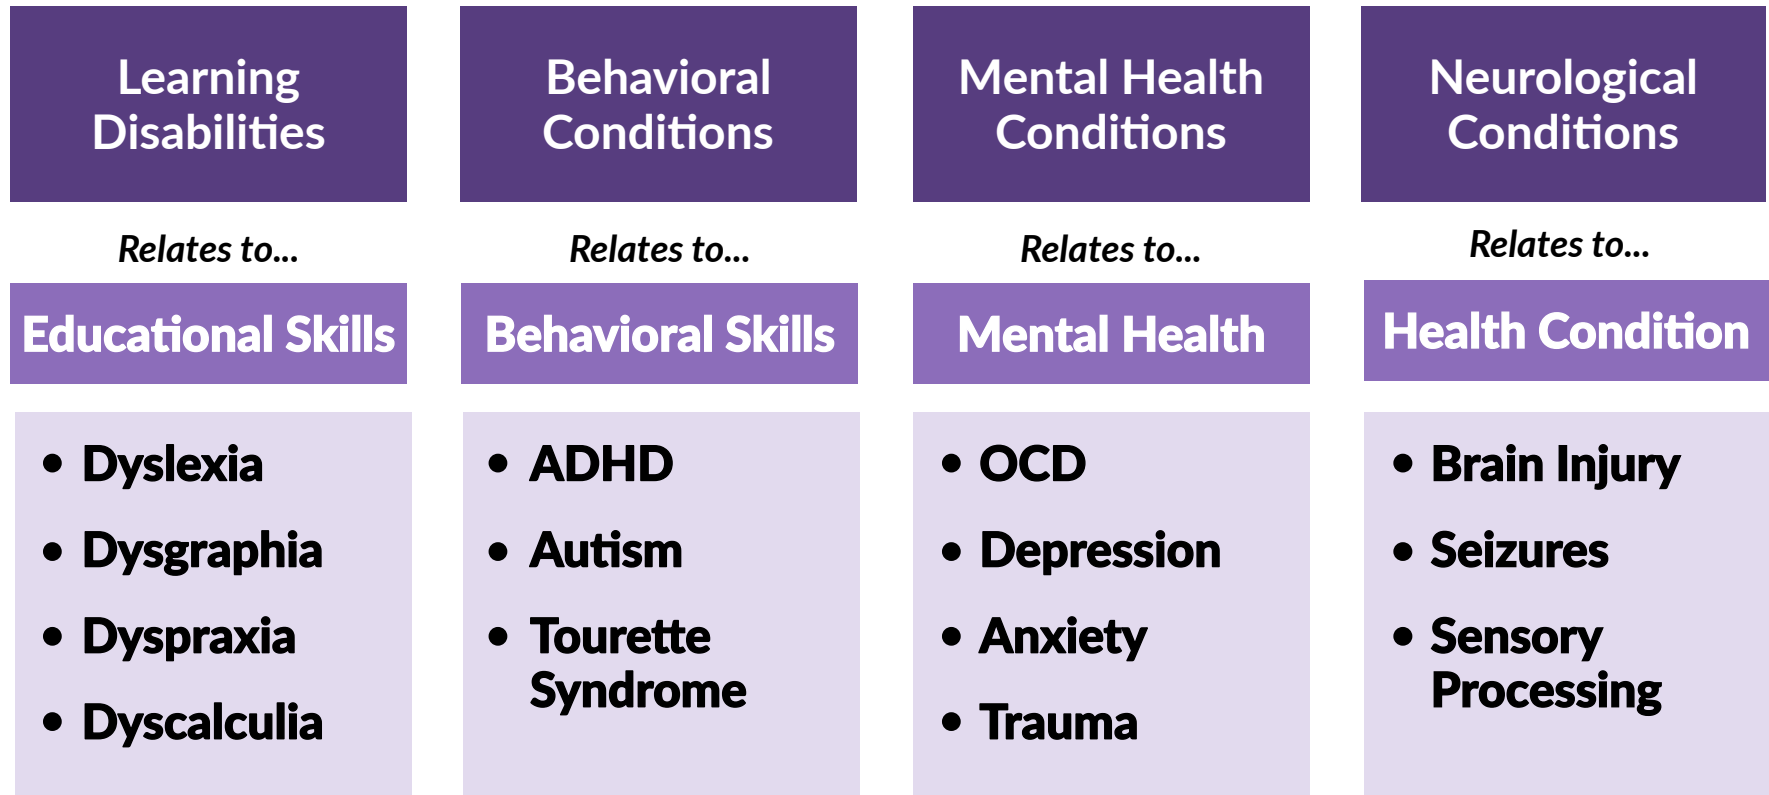 Learning
Disabilities
Relates to...
Educational Skills
• Dyslexia
• Dysgraphia
• Dyspraxia
• Dyscalculia
Behavioral
Conditions
Relates to...
Behavioral Skills
• ADHD
• Autism
• Tourette
Syndrome
Mental Health
Conditions
Relates to...
Mental Health
• OCD
• Depression
• Anxiety
• Trauma
Neurological
Conditions
Relates to...
Health Condition
• Brain Injury
• Seizures
• Sensory
Processing